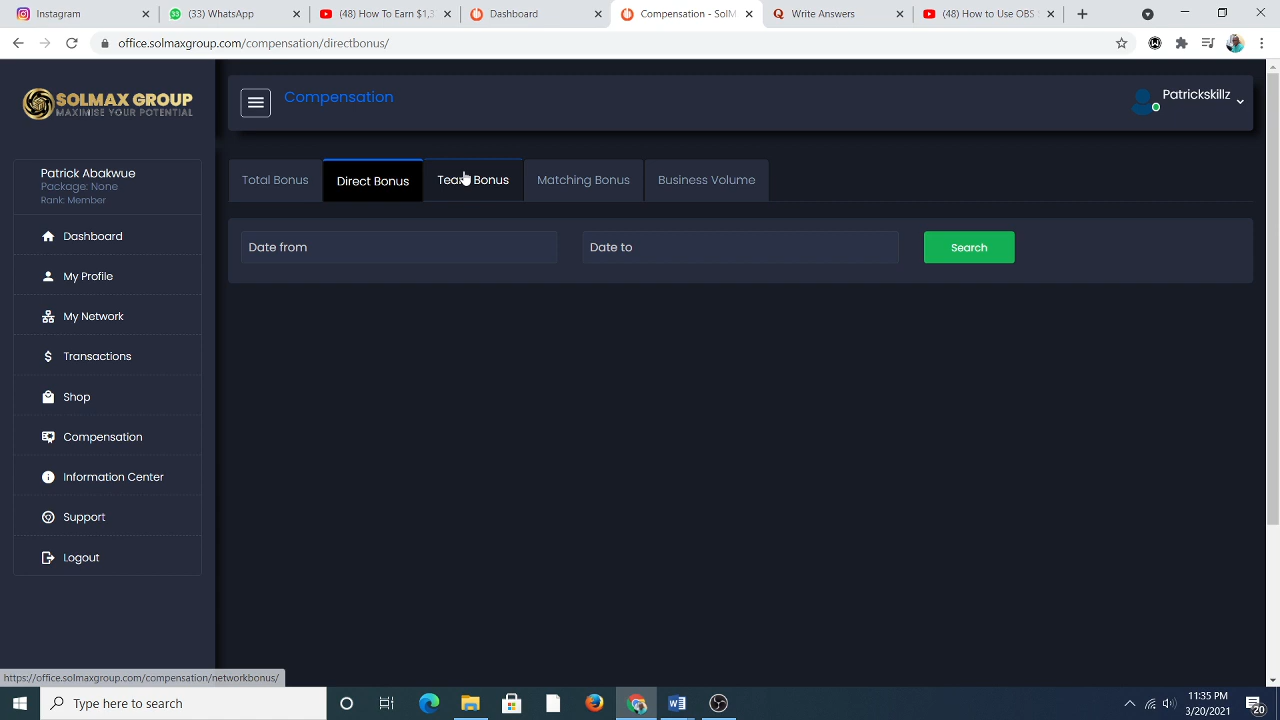 Instagram
(33) WhatsApp
(48) How To Earn $1,3
Dashboard
Compensation - SolM
Write Answers
(48) How to Use OBS
office.solmaxgroup.com/compensation/directbonus/
SOLMAX GROUP
MAXIMISE YOUR POTENTIAL
Compensation
Patrickskillz
Patrick Abakwue
Package: None
Rank: Member
Total Bonus
Direct Bonus
Team Bonus
Matching Bonus
Business Volume
Date from
Date to
Search
Dashboard
My Profile
My Network
Transactions
Shop
Compensation
Information Center
Support
Logout
https://office.solmaxgroup.com/compensation/networkbonus/
Type here to search
11:35 PM
3/20/2021
20